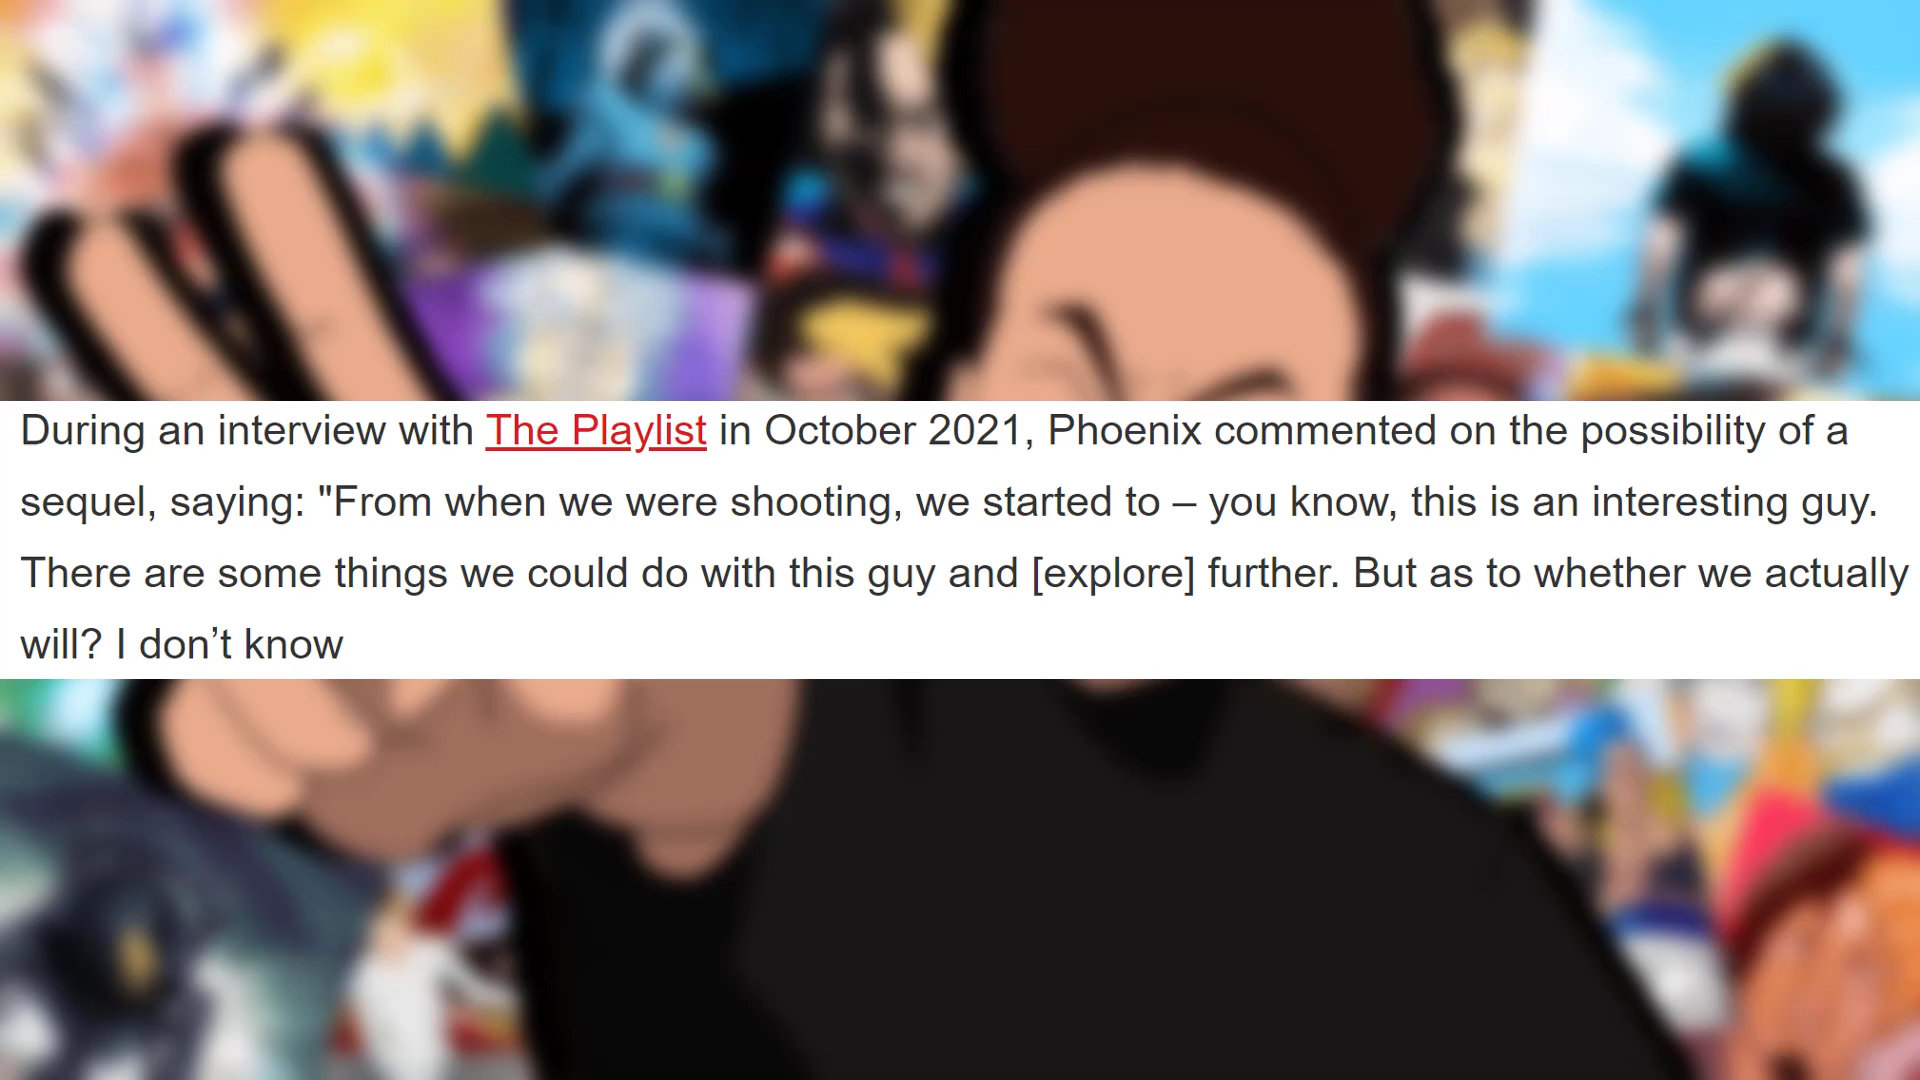 During an interview with The Playlist in October 2021, Phoenix commented on the possibility of a
sequel, saying: "From when we were shooting, we started to – you know, this is an interesting guy.
There are some things we could do with this guy and [explore] further. But as to whether we actually
will? I don’t know